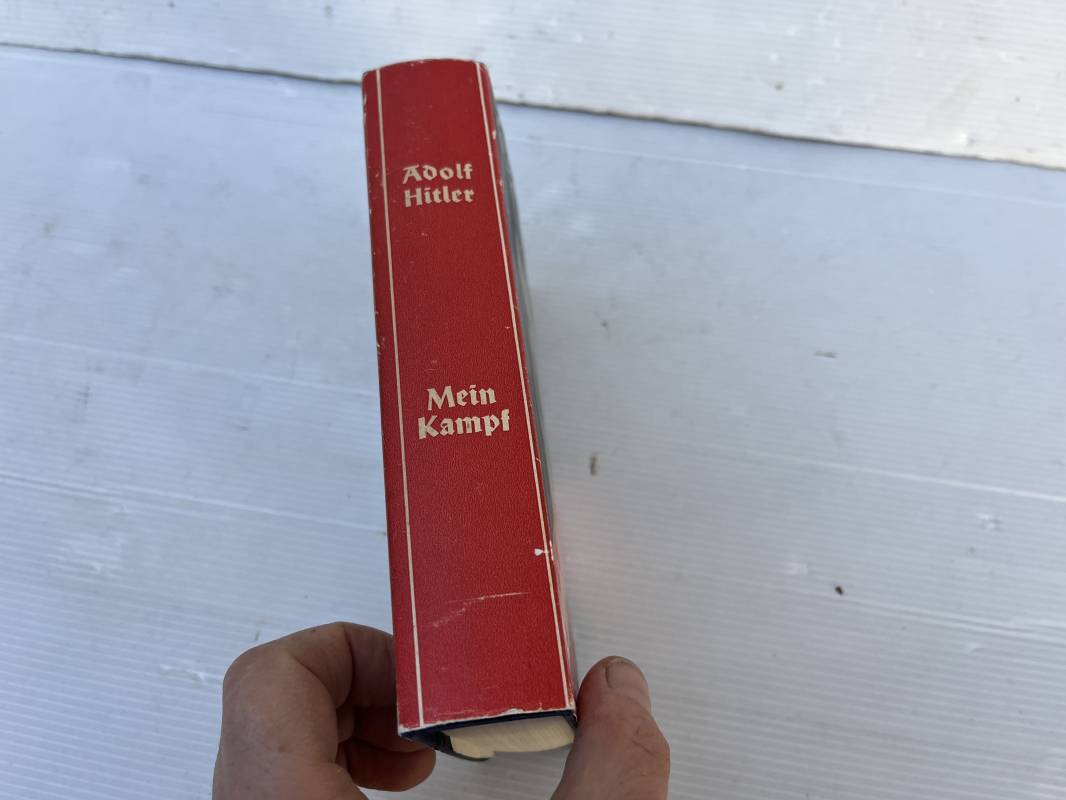 Adolf
Hitler
Mein
Kampf